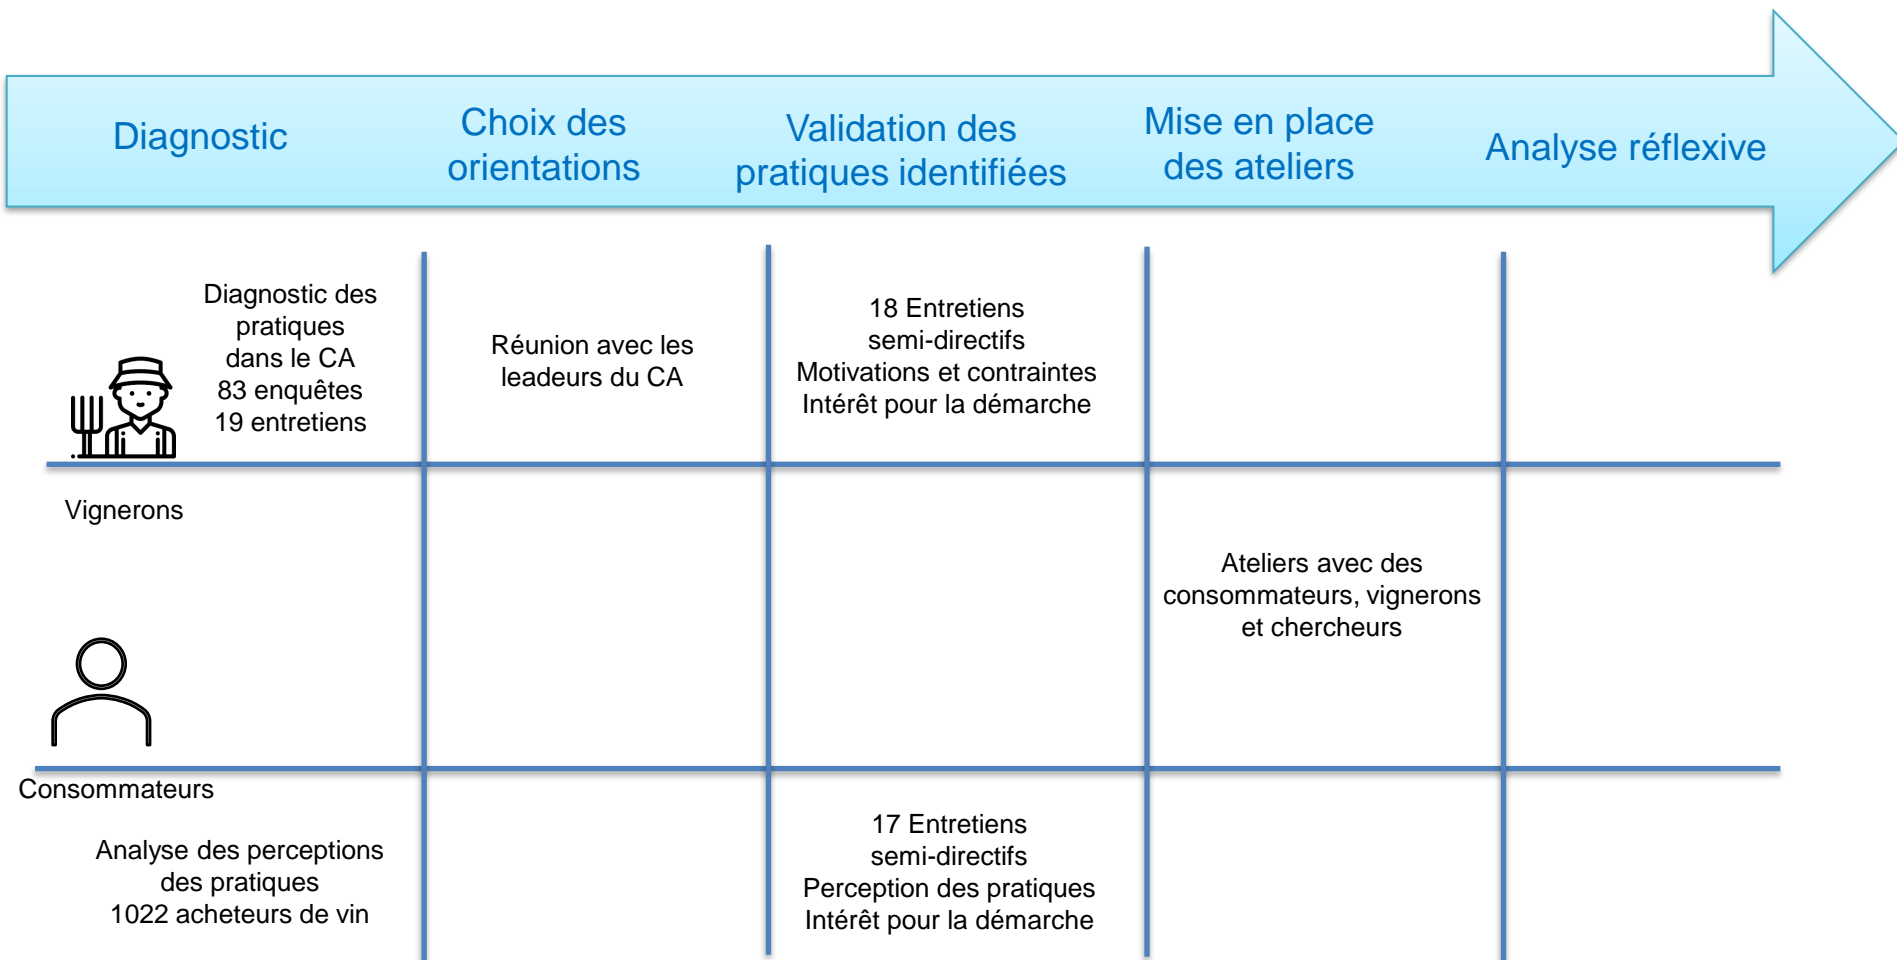 Diagnostic
Choix des
orientations
Validation des
pratiques identifiées
Mise en place
des ateliers
Analyse réflexive
Diagnostic des
pratiques
dans le CA
83 enquêtes
19 entretiens
Réunion avec les
leadeurs du CA
18 Entretiens
semi-directifs
Motivations et contraintes
Intérêt pour la démarche
Vignerons
Ateliers avec des
consommateurs, vignerons
et chercheurs
Consommateurs
Analyse des perceptions
des pratiques
1022 acheteurs de vin
17 Entretiens
semi-directifs
Perception des pratiques
Intérêt pour la démarche